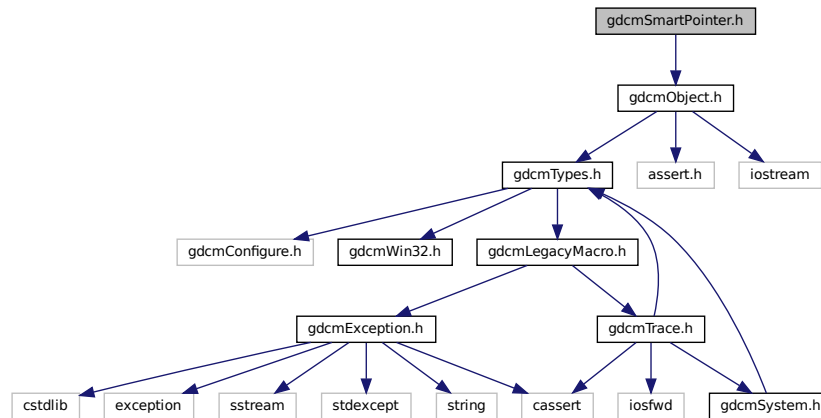 gdcmSmartPointer.h
gdcmObject.h
gdcmTypes.h
assert.h
iostream
gdcmConfigure.h
gdcmWin32.h
gdcmLegacyMacro.h
gdcmException.h
gdcmTrace.h
cstdlib
exception
sstream
stdexcept
string
cassert
iosfwd
gdcmSystem.h